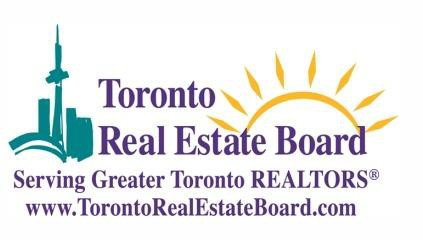 Toronto
Real Estate Board
Serving Greater Toronto REALTORS®
www.TorontoRealEstateBoard.com